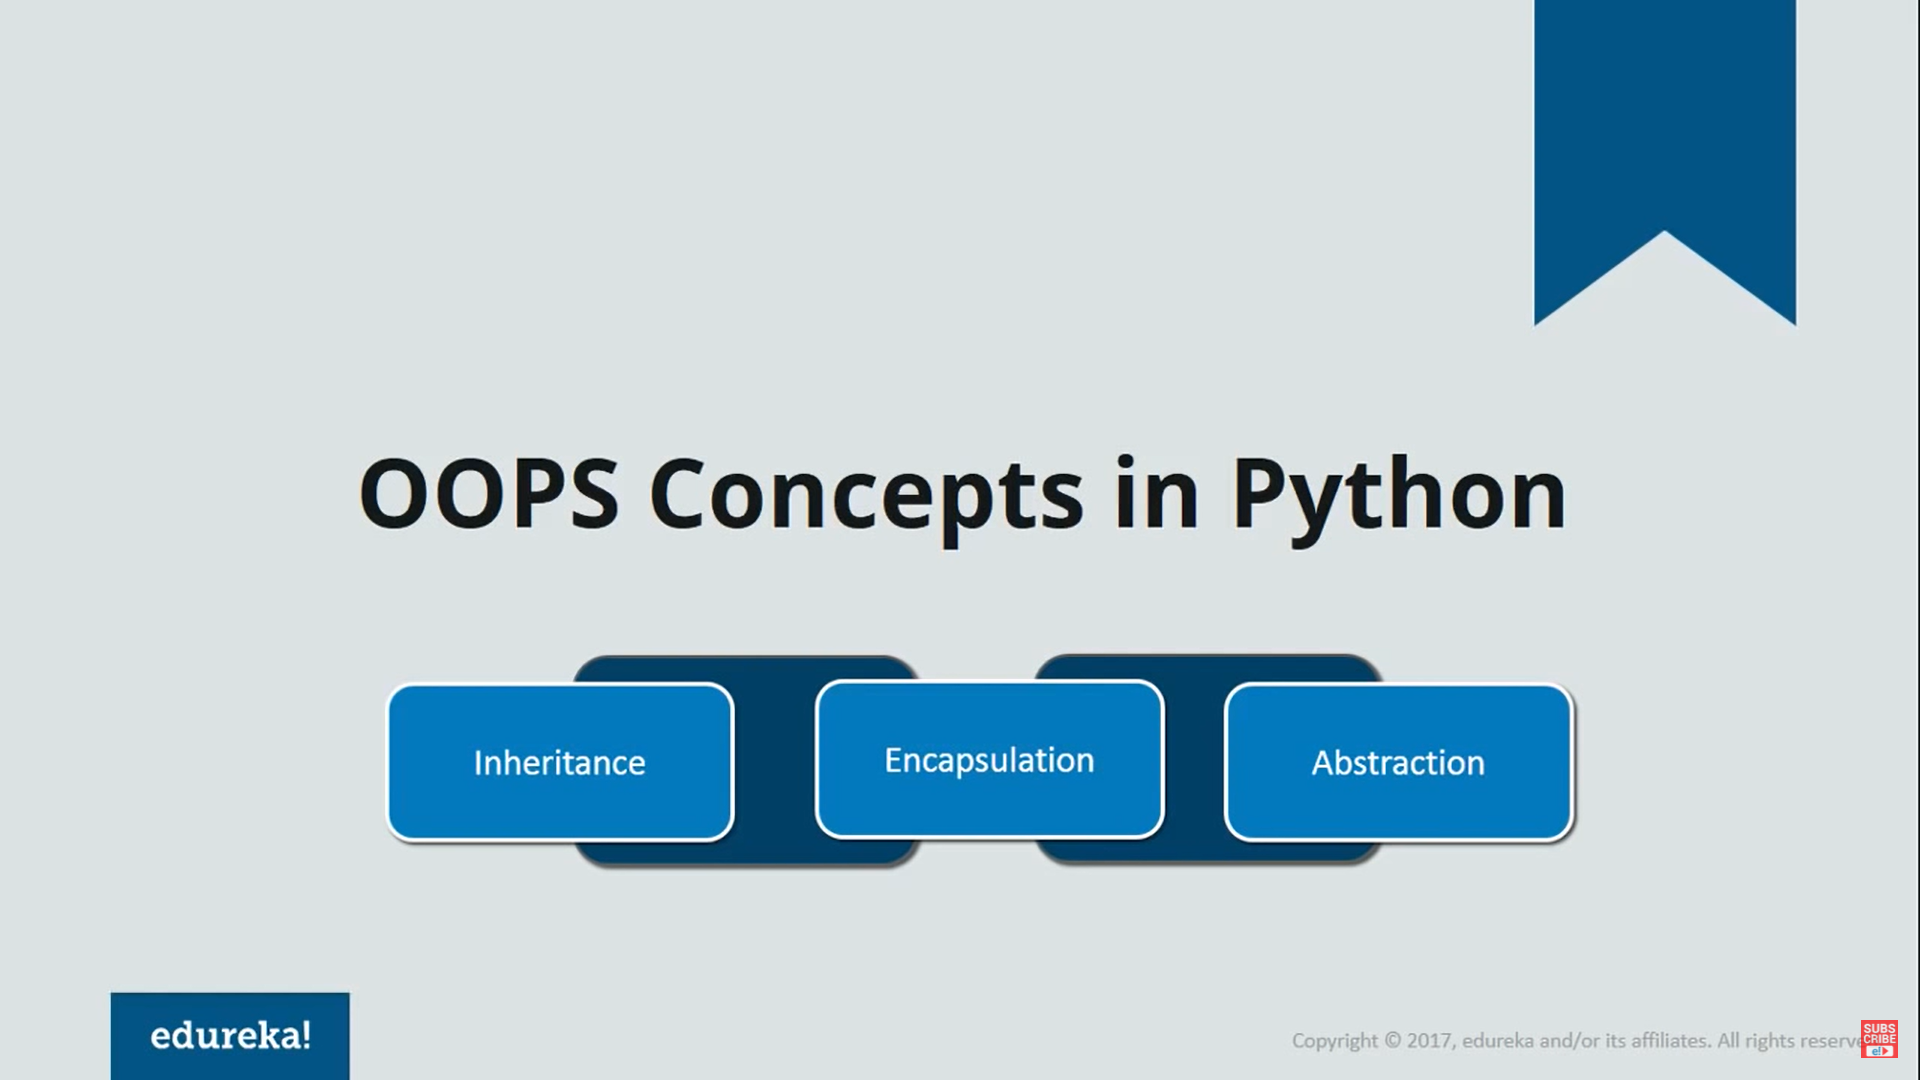 OOPS Concepts in Python
Inheritance
Encapsulation
Abstraction
edureka!
Copyright © 2017, edureka and/or its affiliates. All rights reserve
SUBS
CRIBE
e!